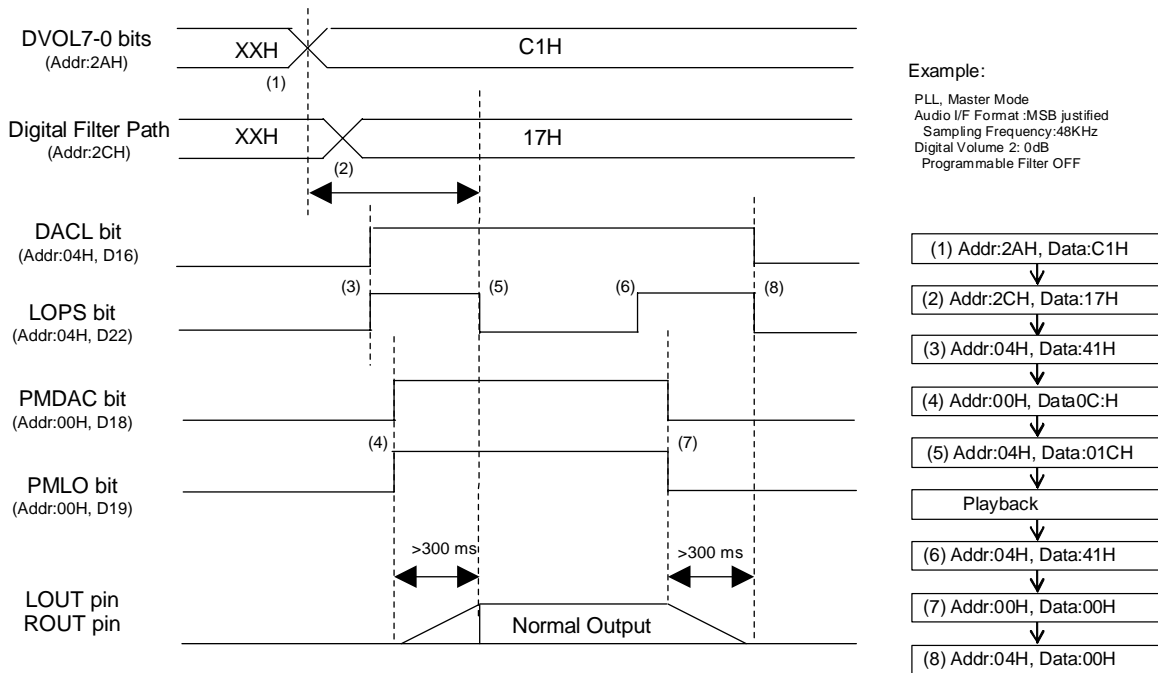 DVOL7-0 bits
(Addr:2AH)
XXH
C1H
(1)
Digital Filter Path
(Addr:2CH)
XXH
17H
(2)
DACL bit
(Addr:04H, D16)
(3)
(5)
(6)
(8)
LOPS bit
(Addr:04H, D22)
PMDAC bit
(Addr:00H, D18)
(4)
(7)
PMLO bit
(Addr:00H, D19)
>300 ms
>300 ms
LOUT pin
ROUT pin
Normal Output
Example:
PLL, Master Mode
Audio I/F Format :MSB justified
Sampling Frequency:48KHz
Digital Volume 2: 0dB
Programmable Filter OFF
(1) Addr:2AH, Data:C1H
(2) Addr:2CH, Data:17H
(3) Addr:04H, Data:41H
(4) Addr:00H, Data0C:H
(5) Addr:04H, Data:01CH
Playback
(6) Addr:04H, Data:41H
(7) Addr:00H, Data:00H
(8) Addr:04H, Data:00H